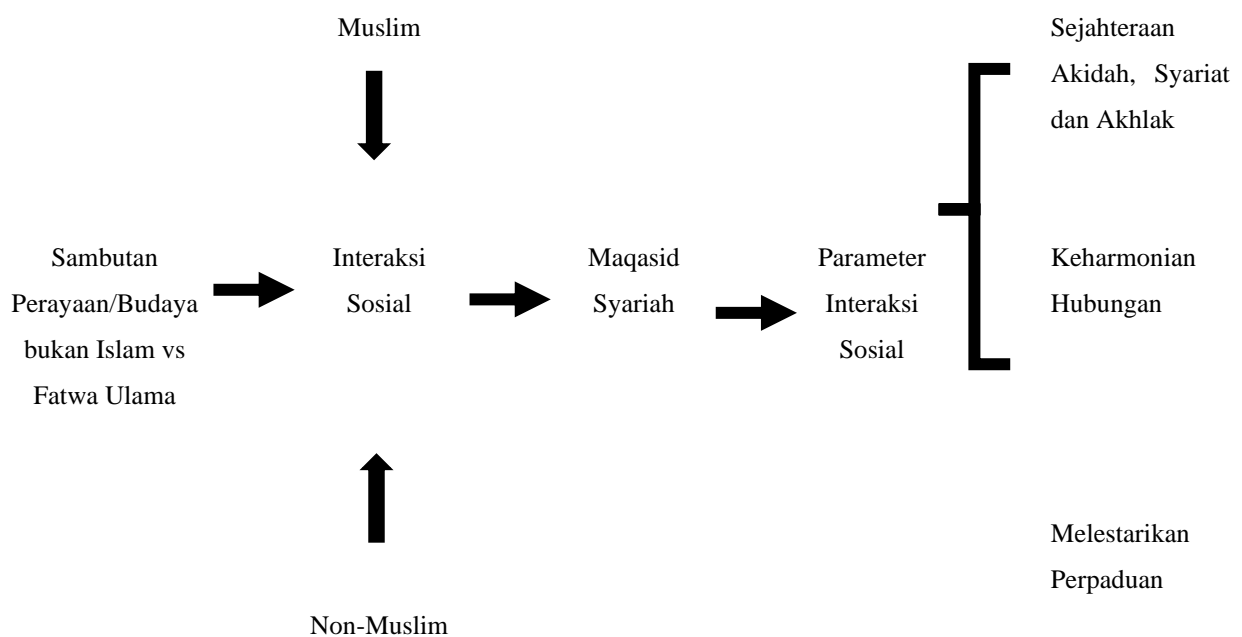 Muslim
Sejahteraan
Akidah, Syariat
dan Akhlak
Sambutan
Perayaan/Budaya
bukan Islam vs
Fatwa Ulama
Interaksi
Sosial
Maqasid
Syariah
Parameter
Interaksi
Sosial
Keharmonian
Hubungan
Melestarikan
Perpaduan
Non-Muslim